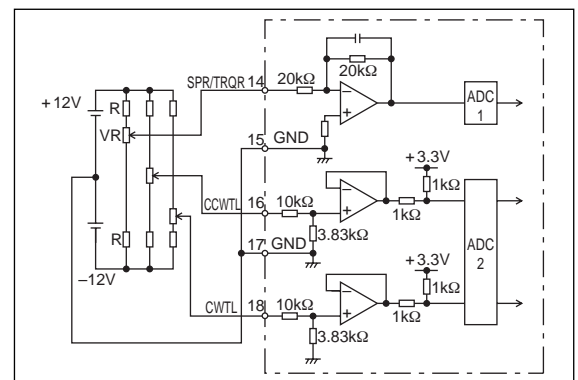 SPR/TRQR 14
20kΩ
20kΩ
ADC
1
+12V
R
VR
15 GND
+3.3V
1kΩ
CCWTL 16 10kΩ
1kΩ
3.83kΩ
R
17 GND
ADC
2
+3.3V
1kΩ
−12V
CWTL 18 10kΩ
1kΩ
3.83kΩ